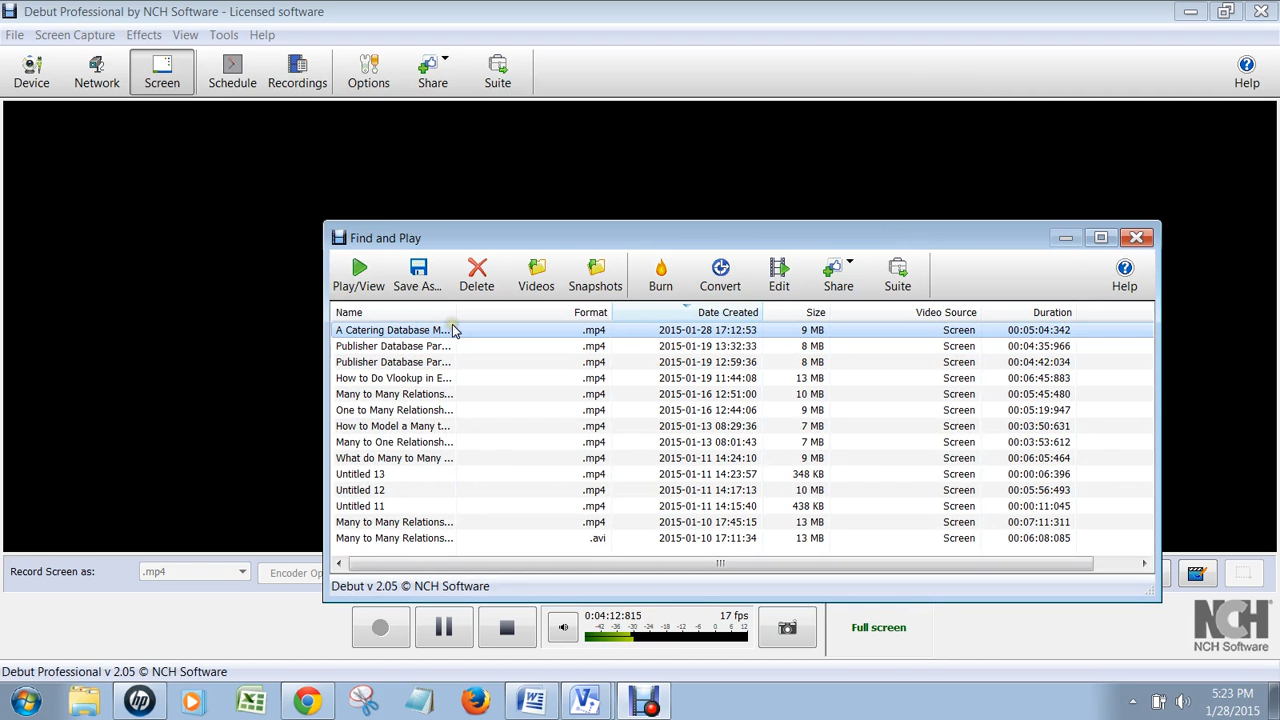 Debut Professional by NCH Software - Licensed software
File Screen Capture Effects View Tools Help
Device Network Screen Schedule Recordings Options Share Suite Help
Find and Play
Play/View Save As... Delete Videos Snapshots Burn Convert Edit Share Suite Help
Name Format Date Created Size Video Source Duration
A Catering Database M... .mp4 2015-01-28 17:12:53 9 MB Screen 00:05:04:342
Publisher Database Par... .mp4 2015-01-19 13:32:33 8 MB Screen 00:04:35:966
Publisher Database Par... .mp4 2015-01-19 12:59:36 8 MB Screen 00:04:42:034
How to Do Vlookup in E... .mp4 2015-01-19 11:44:08 13 MB Screen 00:06:45:883
Many to Many Relations... .mp4 2015-01-16 12:51:00 10 MB Screen 00:05:45:480
One to Many Relationsh... .mp4 2015-01-16 12:44:06 9 MB Screen 00:05:19:947
How to Model a Many t... .mp4 2015-01-13 08:29:36 7 MB Screen 00:03:50:631
Many to One Relationsh... .mp4 2015-01-13 08:01:43 7 MB Screen 00:03:53:612
What do Many to Many ... .mp4 2015-01-11 14:24:10 9 MB Screen 00:06:05:464
Untitled 13 .mp4 2015-01-11 14:23:57 348 KB Screen 00:00:06:396
Untitled 12 .mp4 2015-01-11 14:17:13 10 MB Screen 00:05:56:493
Untitled 11 .mp4 2015-01-11 14:15:40 438 KB Screen 00:00:11:045
Many to Many Relations... .mp4 2015-01-10 17:45:15 13 MB Screen 00:07:11:311
Many to Many Relations... .avi 2015-01-10 17:11:34 13 MB Screen 00:06:08:085
Record Screen as: .mp4 Encoder Op
Debut v 2.05 © NCH Software
0:04:12:815 17 fps
-42 -36 -30 -24 -18 -12 -6 0
Full screen
NCH
NCH Software
Debut Professional v 2.05 © NCH Software
hp
5:23 PM
1/28/2015